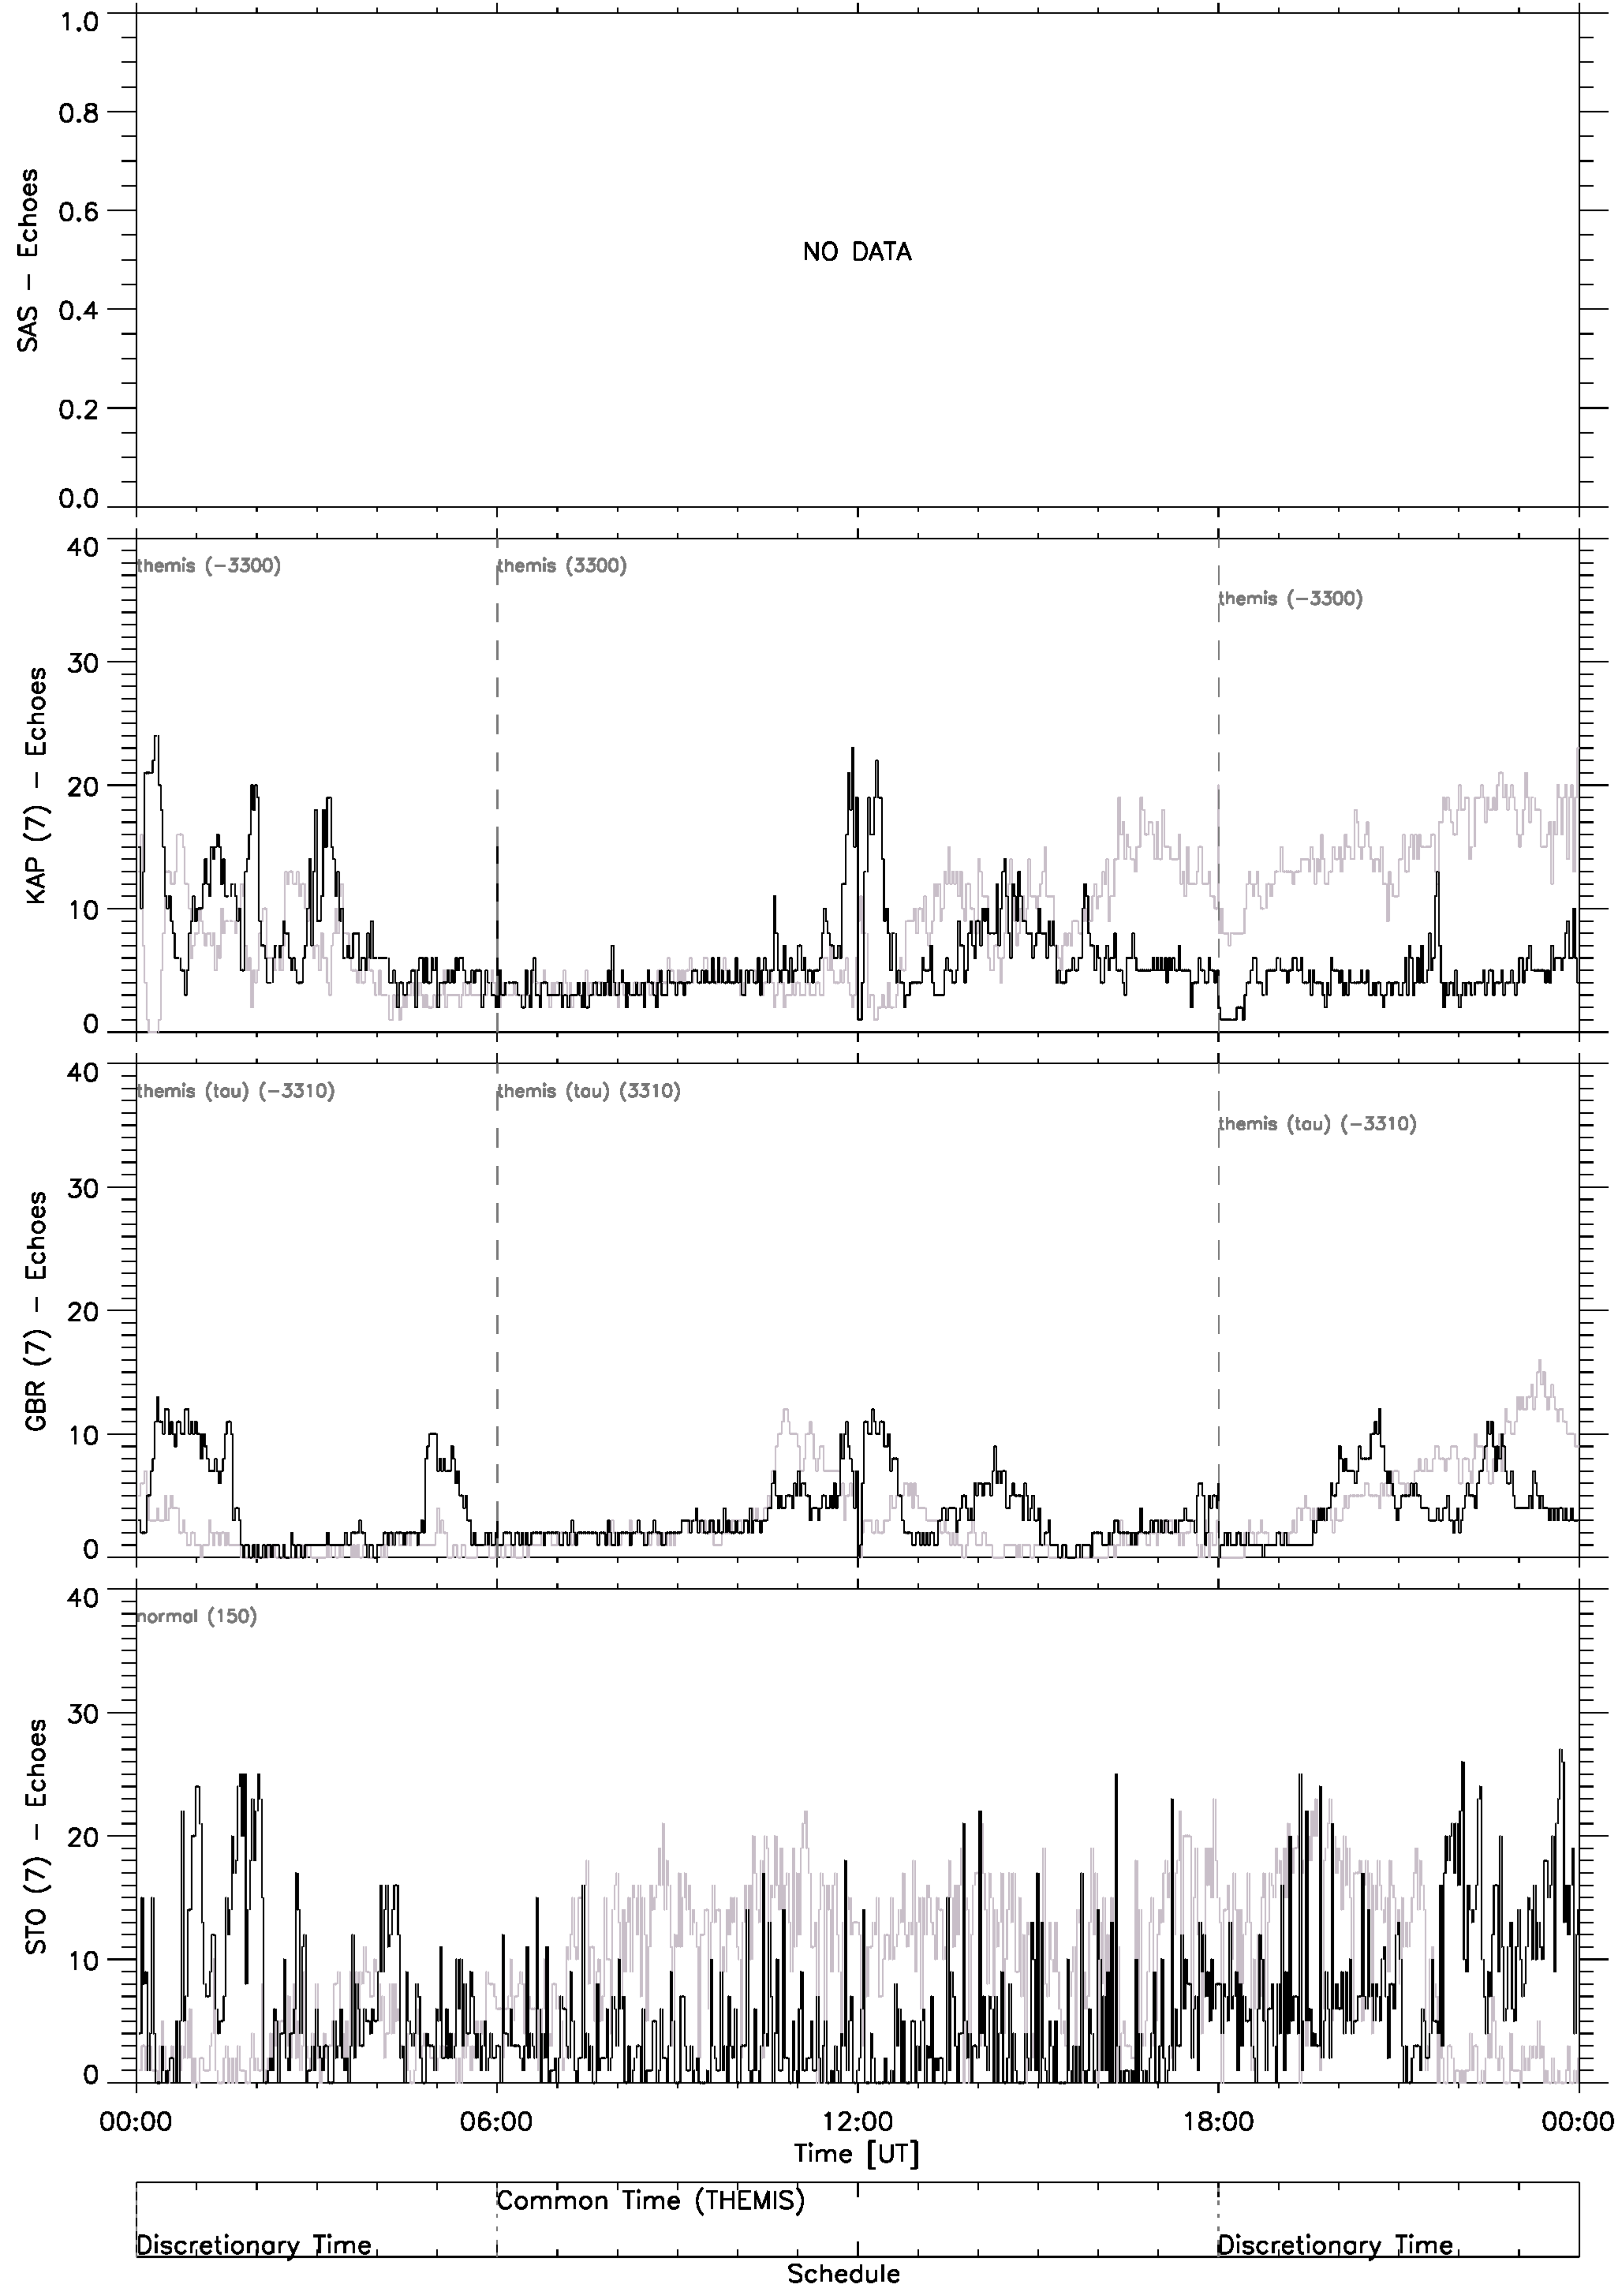 1.0
0.8
0.6
0.4
0.2
0.0
SAS – Echoes
NO DATA
40
30
20
10
0
KAP (7) – Echoes
themis (−3300)
themis (3300)
themis (−3300)
40
30
20
10
0
GBR (7) – Echoes
themis (tau) (−3310)
themis (tau) (3310)
themis (tau) (−3310)
40
30
20
10
0
STO (7) – Echoes
normal (150)
00:00 06:00 12:00 18:00 00:00
Time [UT]
Common Time (THEMIS)
Discretionary Time Discretionary Time
Schedule